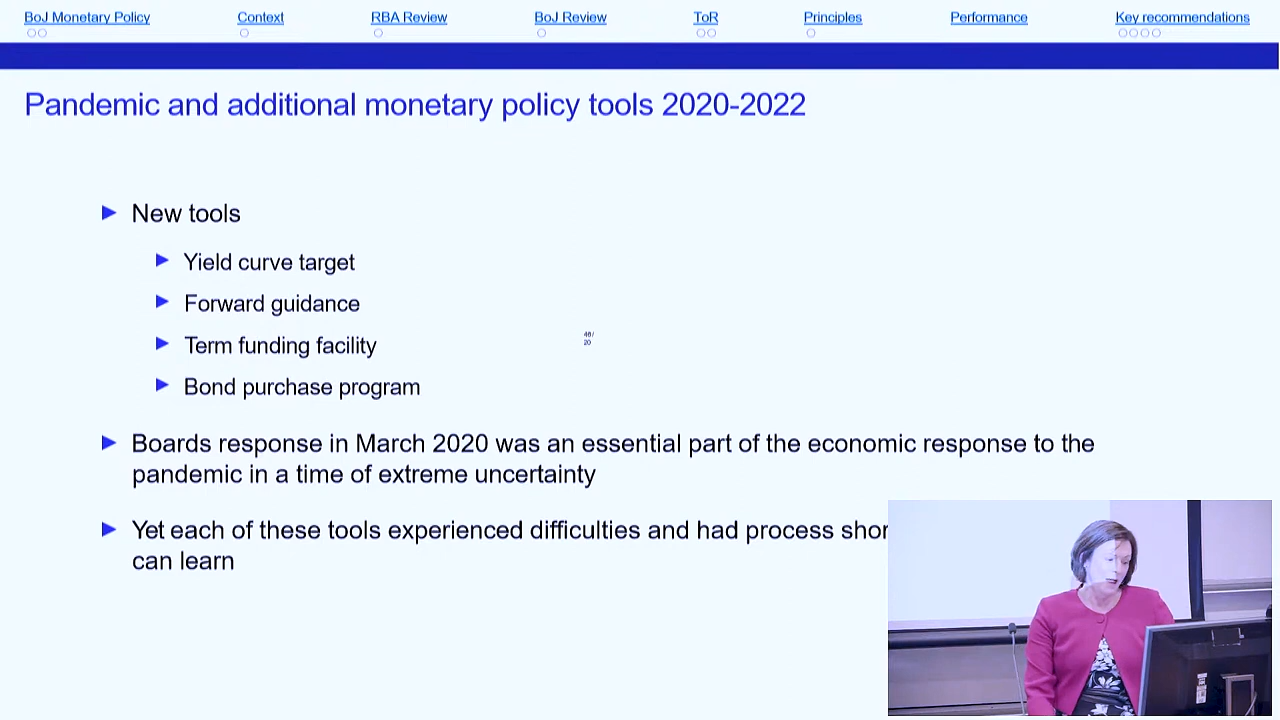 BoJ Monetary Policy Context RBA Review BoJ Review ToR Principles Performance Key recommendations
Pandemic and additional monetary policy tools 2020-2022
New tools
Yield curve target
Forward guidance
Term funding facility
46/
20
Bond purchase program
Boards response in March 2020 was an essential part of the economic response to the
pandemic in a time of extreme uncertainty
Yet each of these tools experienced difficulties and had process shor
can learn